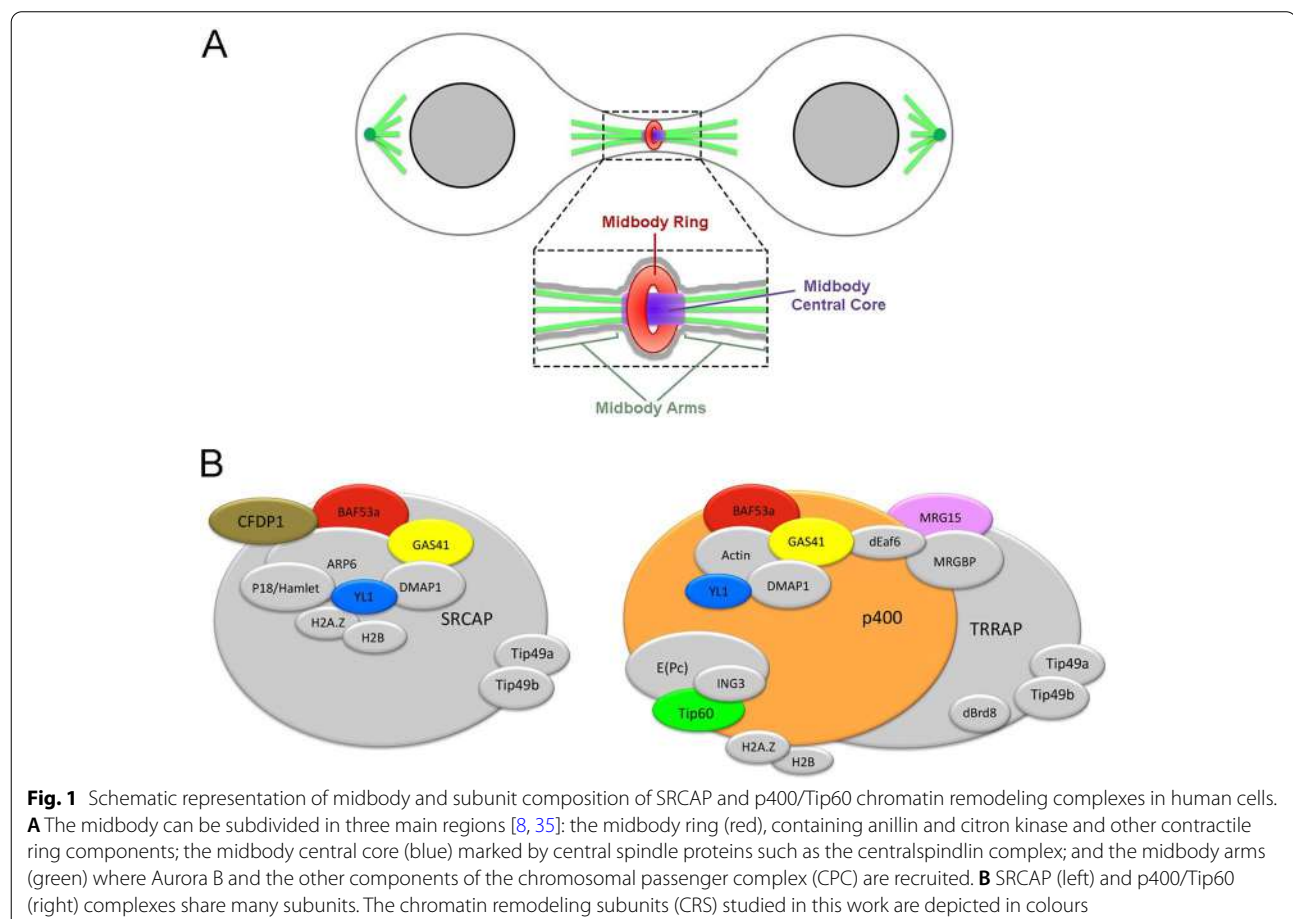 A
Midbody Ring
Midbody
Central Core
Midbody Arms
B
CFDP1
BAF53a
GAS41
ARP6
P18/Hamlet
YL1
DMAP1
H2A.Z
H2B
SRCAP
Tip49a
Tip49b
BAF53a
MRG15
GAS41
dEaf6
Actin
MRGBP
YL1
DMAP1
p400
TRRAP
E(Pc)
ING3
Tip60
Tip49a
Tip49b
dBrd8
H2A.Z
H2B
Fig. 1 Schematic representation of midbody and subunit composition of SRCAP and p400/Tip60 chromatin remodeling complexes in human cells.
A The midbody can be subdivided in three main regions [8, 35]: the midbody ring (red), containing anillin and citron kinase and other contractile
ring components; the midbody central core (blue) marked by central spindle proteins such as the centralspindlin complex; and the midbody arms
(green) where Aurora B and the other components of the chromosomal passenger complex (CPC) are recruited. B SRCAP (left) and p400/Tip60
(right) complexes share many subunits. The chromatin remodeling subunits (CRS) studied in this work are depicted in colours